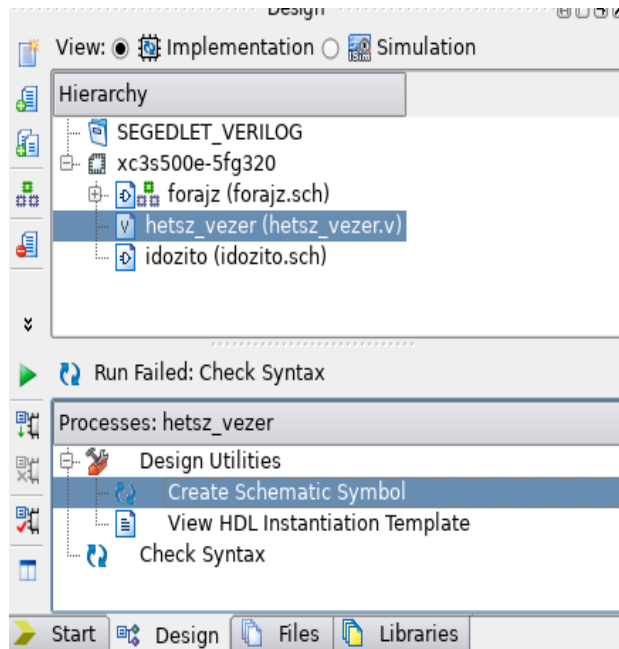 Design
View: Implementation Simulation
Hierarchy
SEGEDLET_VERILOG
xc3s500e-5fg320
forajz (forajz.sch)
hetsz_vezer (hetsz_vezer.v)
idozito (idozito.sch)
Run Failed: Check Syntax
Processes: hetsz_vezer
Design Utilities
Create Schematic Symbol
View HDL Instantiation Template
Check Syntax
Start Design Files Libraries